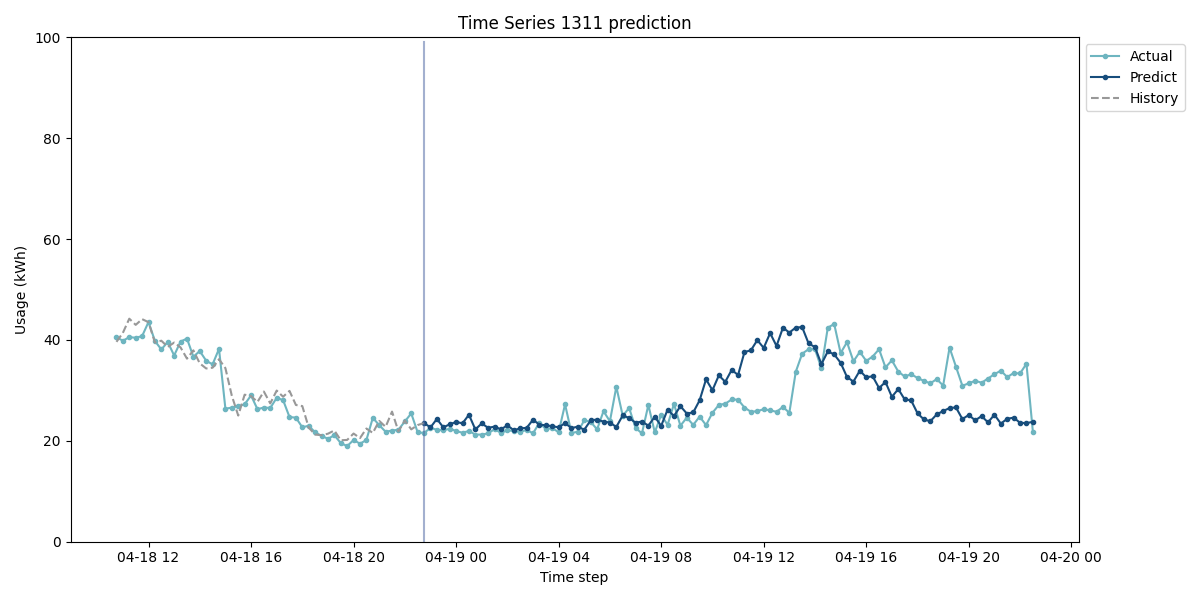 Time Series 1311 prediction
100
80
60
40
20
0
Usage (kWh)
04-18 12
04-18 16
04-18 20
04-19 00
04-19 04
04-19 08
04-19 12
04-19 16
04-19 20
04-20 00
Time step
Actual
Predict
History